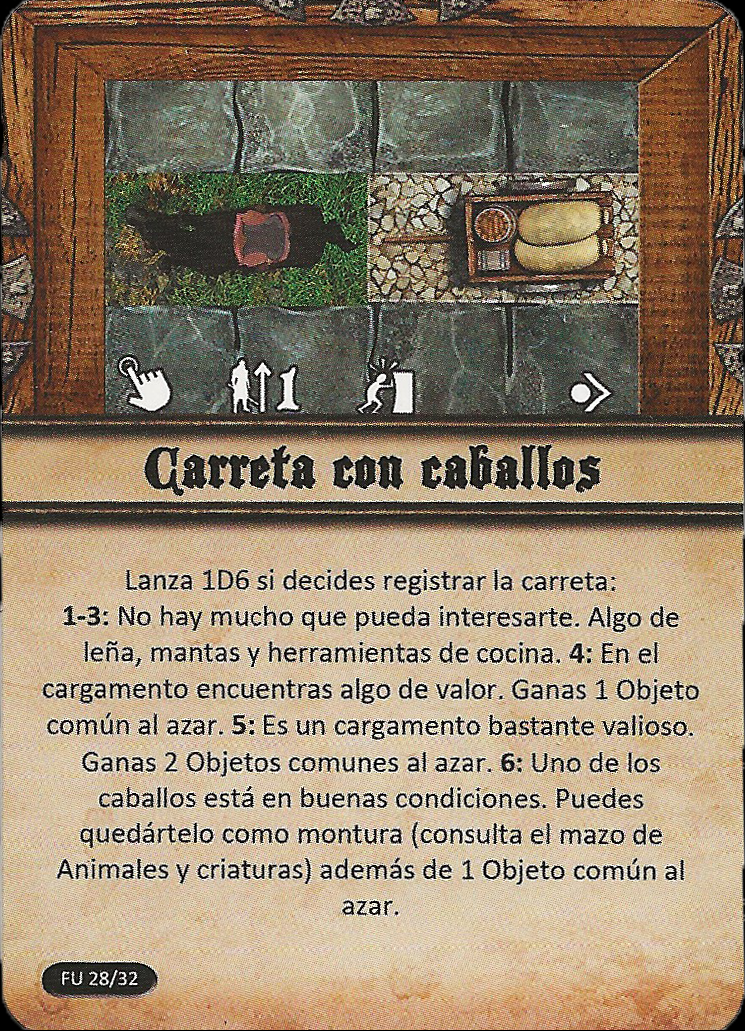 1
Carreta con caballos
Lanza 1D6 si decides registrar la carreta:
1-3: No hay mucho que pueda interesarte. Algo de
leña, mantas y herramientas de cocina. 4: En el
cargamento encuentras algo de valor. Ganas 1 Objeto
común al azar. 5: Es un cargamento bastante valioso.
Ganas 2 Objetos comunes al azar. 6: Uno de los
caballos está en buenas condiciones. Puedes
quedártelo como montura (consulta el mazo de
Animales y criaturas) además de 1 Objeto común al
azar.
FU 28/32